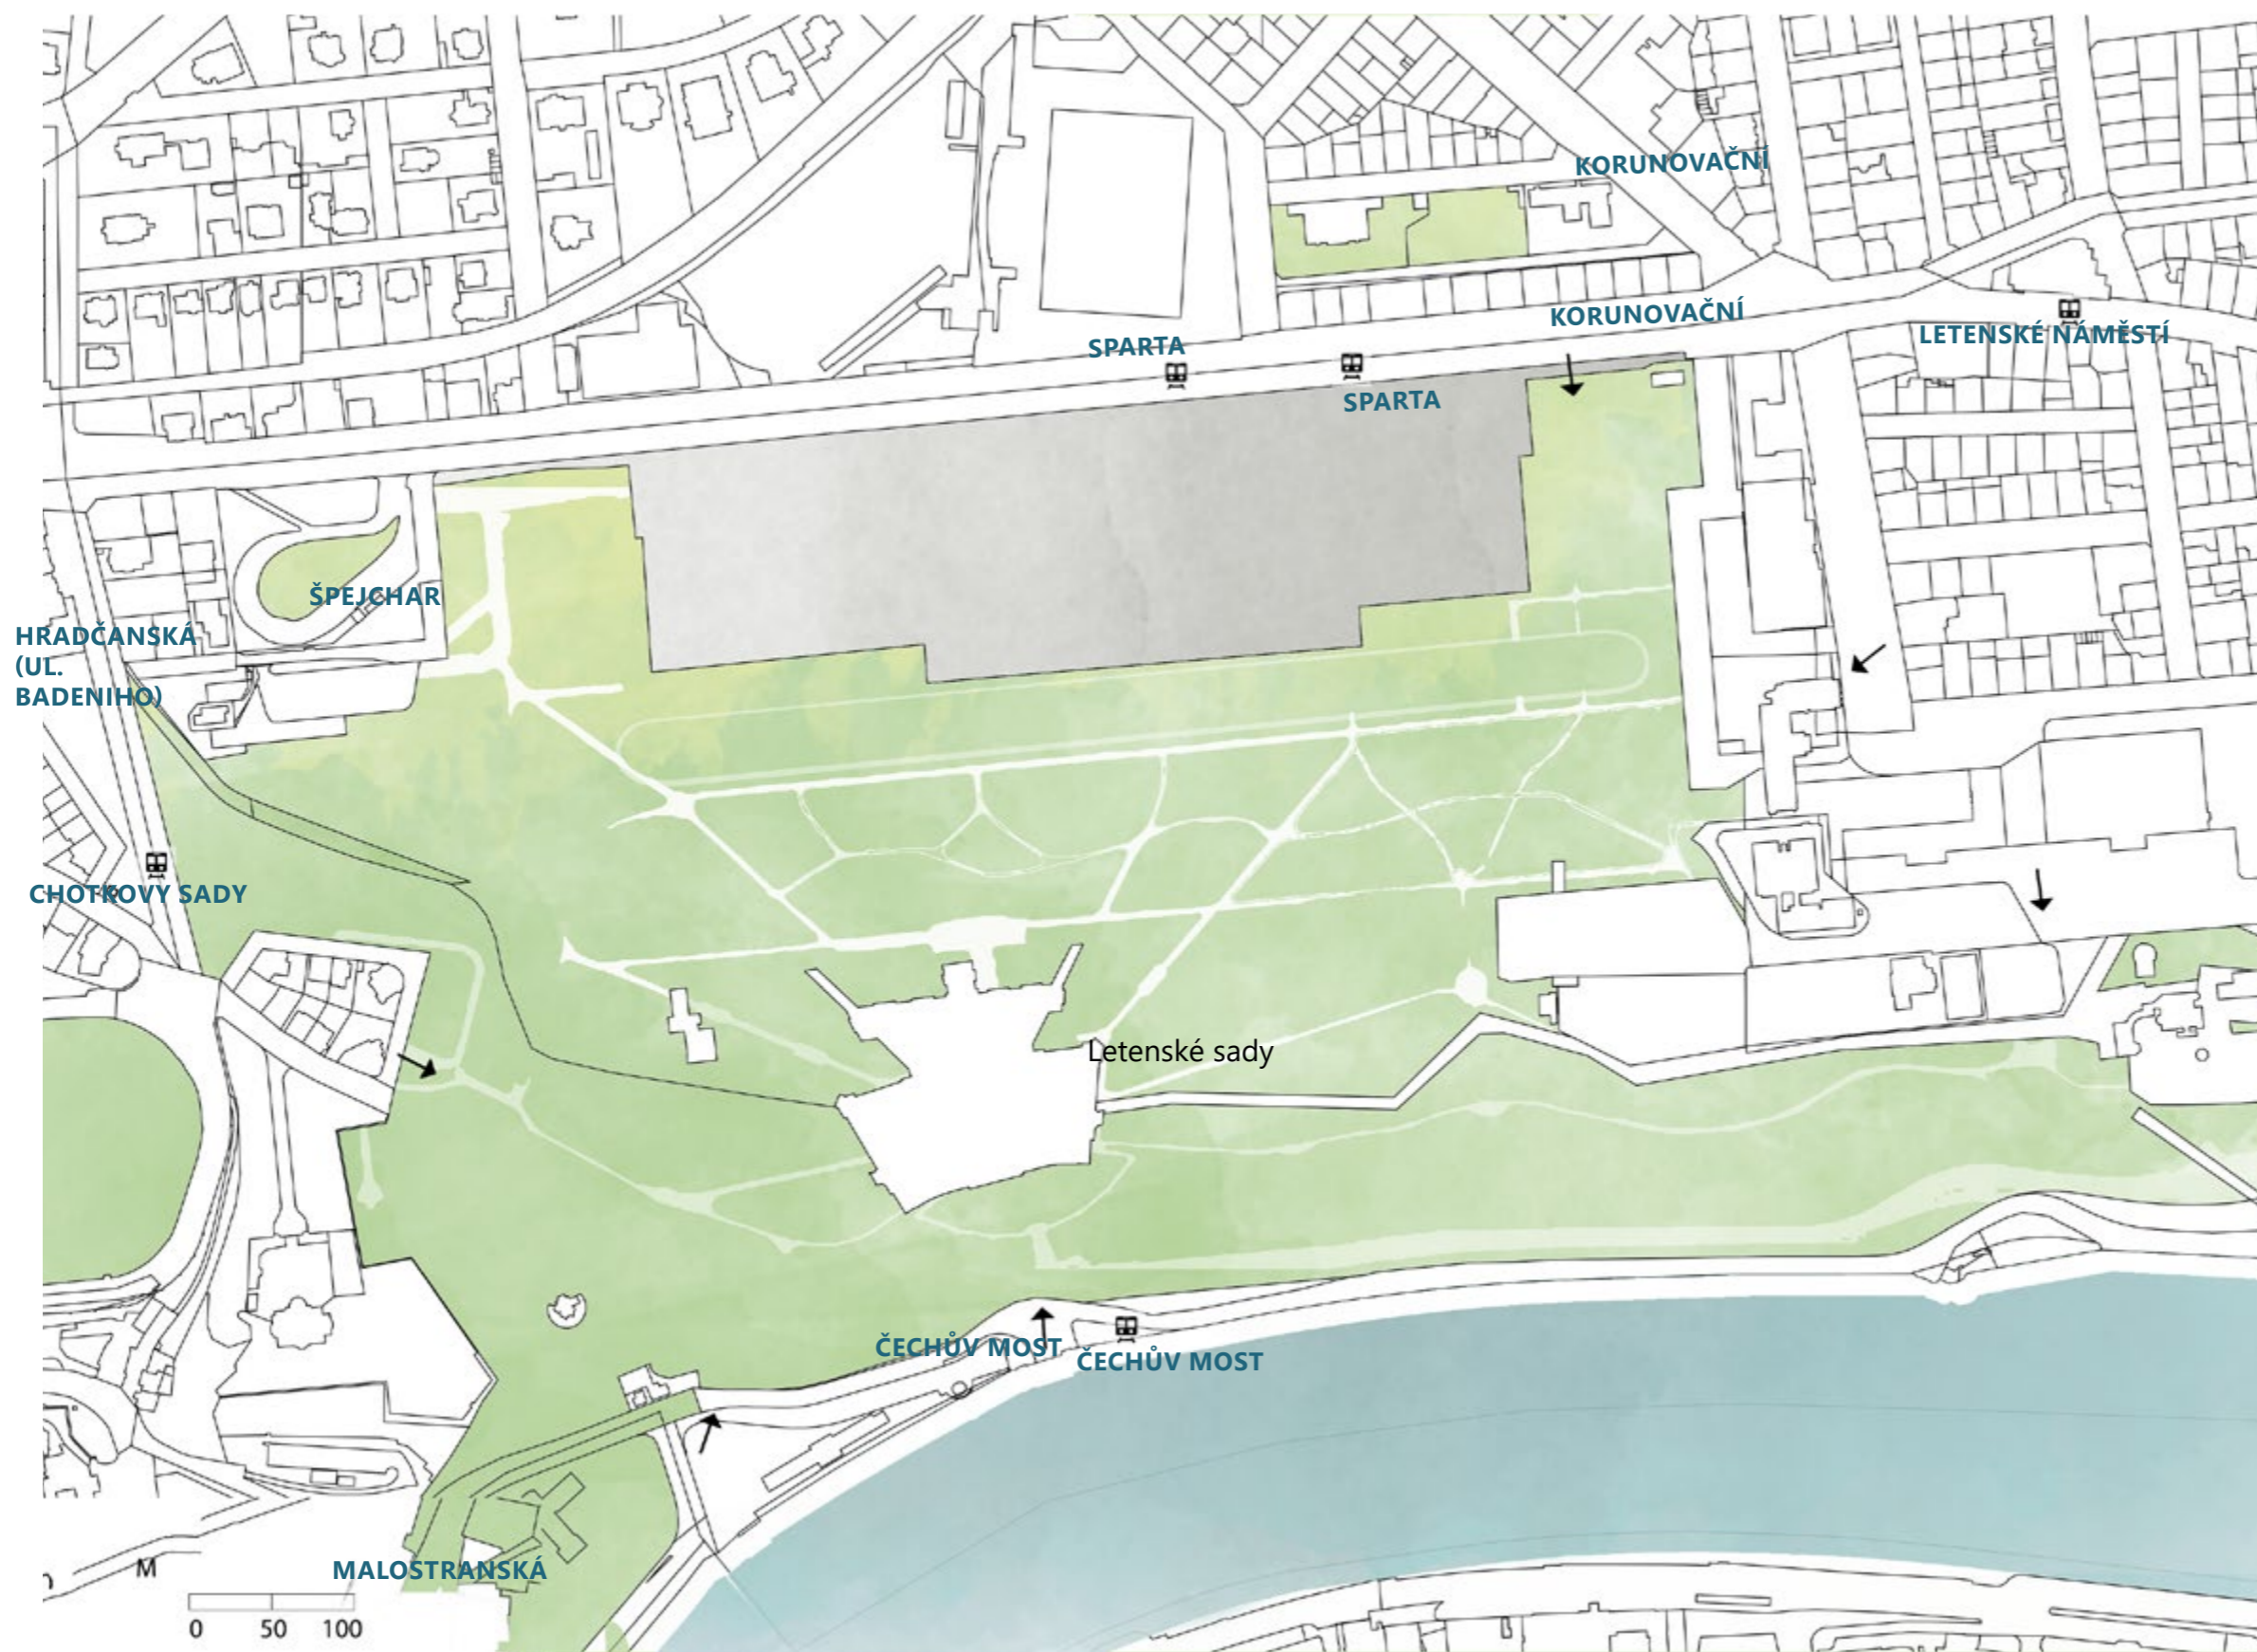 KORUNOVAČNÍ
KORUNOVAČNÍ
LETENSKÉ NÁMĚSTÍ
SPARTA
SPARTA
ŠPEJCHAR
HRADČANSKÁ
(UL.
BADENIHO)
CHOTKOVY SADY
Letenské sady
ČECHŮV MOST
ČECHŮV MOST
M
MALOSTRANSKÁ
0 50 100